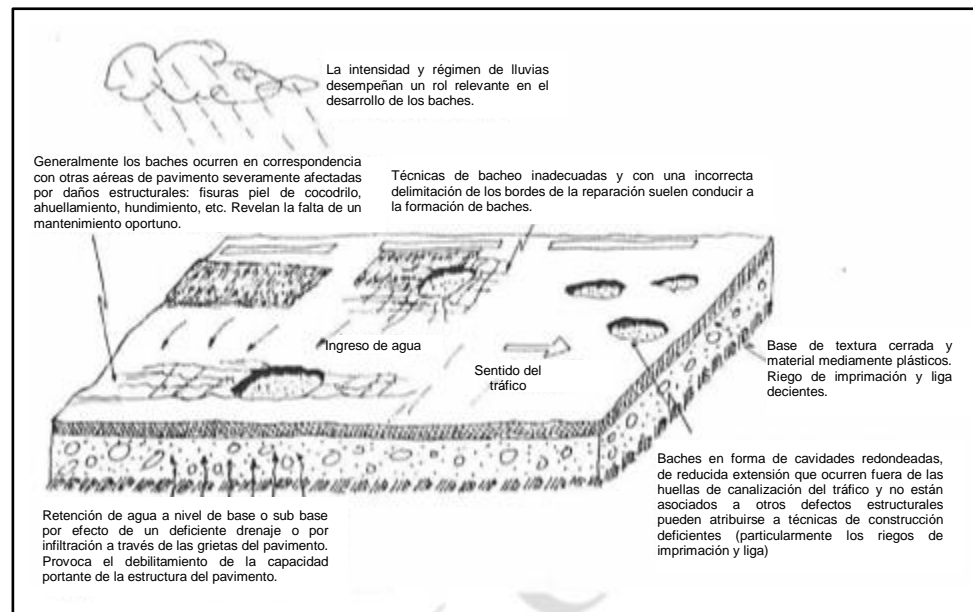 La intensidad y régimen de lluvias
desempeñan un rol relevante en el
desarrollo de los baches.
Generalmente los baches ocurren en correspondencia
con otras aéreas de pavimento severamente afectadas
por daños estructurales: fisuras piel de cocodrilo,
ahuellamiento, hundimiento, etc. Revelan la falta de un
mantenimiento oportuno.
Técnicas de bacheo inadecuadas y con una incorrecta
delimitación de los bordes de la reparación suelen conducir a
la formación de baches.
Ingreso de agua
Sentido del
tráfico
Base de textura cerrada y
material mediamente plásticos.
Riego de imprimación y liga
decientes.
Baches en forma de cavidades redondeadas,
de reducida extensión que ocurren fuera de las
huellas de canalización del tráfico y no están
asociados a otros defectos estructurales
pueden atribuirse a técnicas de construcción
deficientes (particularmente los riegos de
imprimación y liga)
Retención de agua a nivel de base o sub base
por efecto de un deficiente drenaje o por
infiltración a través de las grietas del pavimento.
Provoca el debilitamiento de la capacidad
portante de la estructura del pavimento.